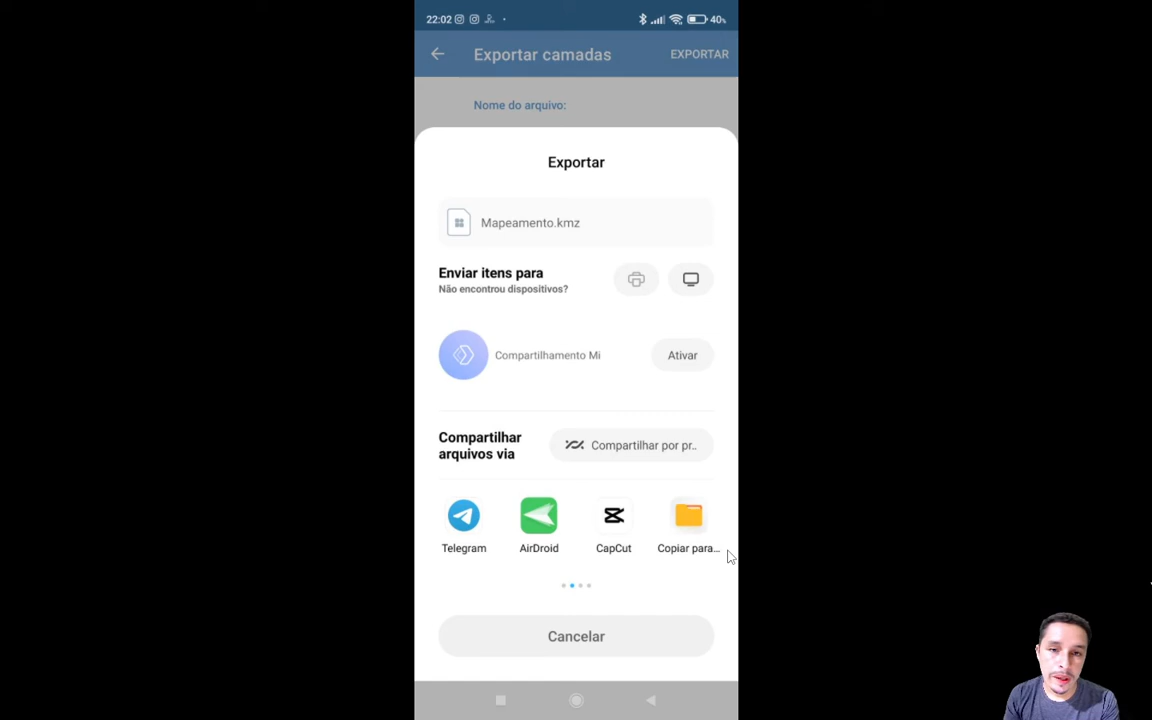 22:02
40%
Exportar camadas
EXPORTAR
Nome do arquivo:
Exportar
Mapeamento.kmz
Enviar itens para
Não encontrou dispositivos?
Compartilhamento Mi
Ativar
Compartilhar
arquivos via
Compartilhar por pr..
Telegram
AirDroid
CapCut
Copiar para...
Cancelar